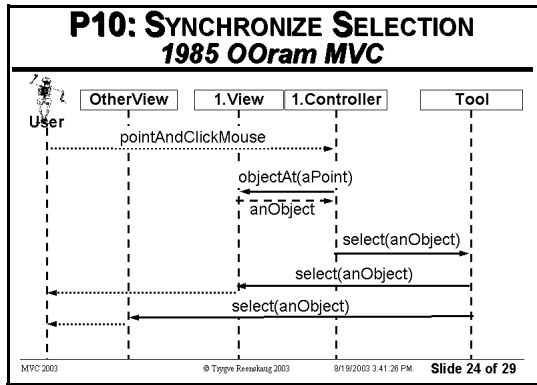 P10: SYNCHRONIZE SELECTION
1985 OOram MVC
User
OtherView
1.View
1.Controller
Tool
pointAndClickMouse
objectAt(aPoint)
anObject
select(anObject)
select(anObject)
select(anObject)
MVC 2003
© Trygve Reenskaug 2003
8/19/2003 3:41:26 PM
Slide 24 of 29